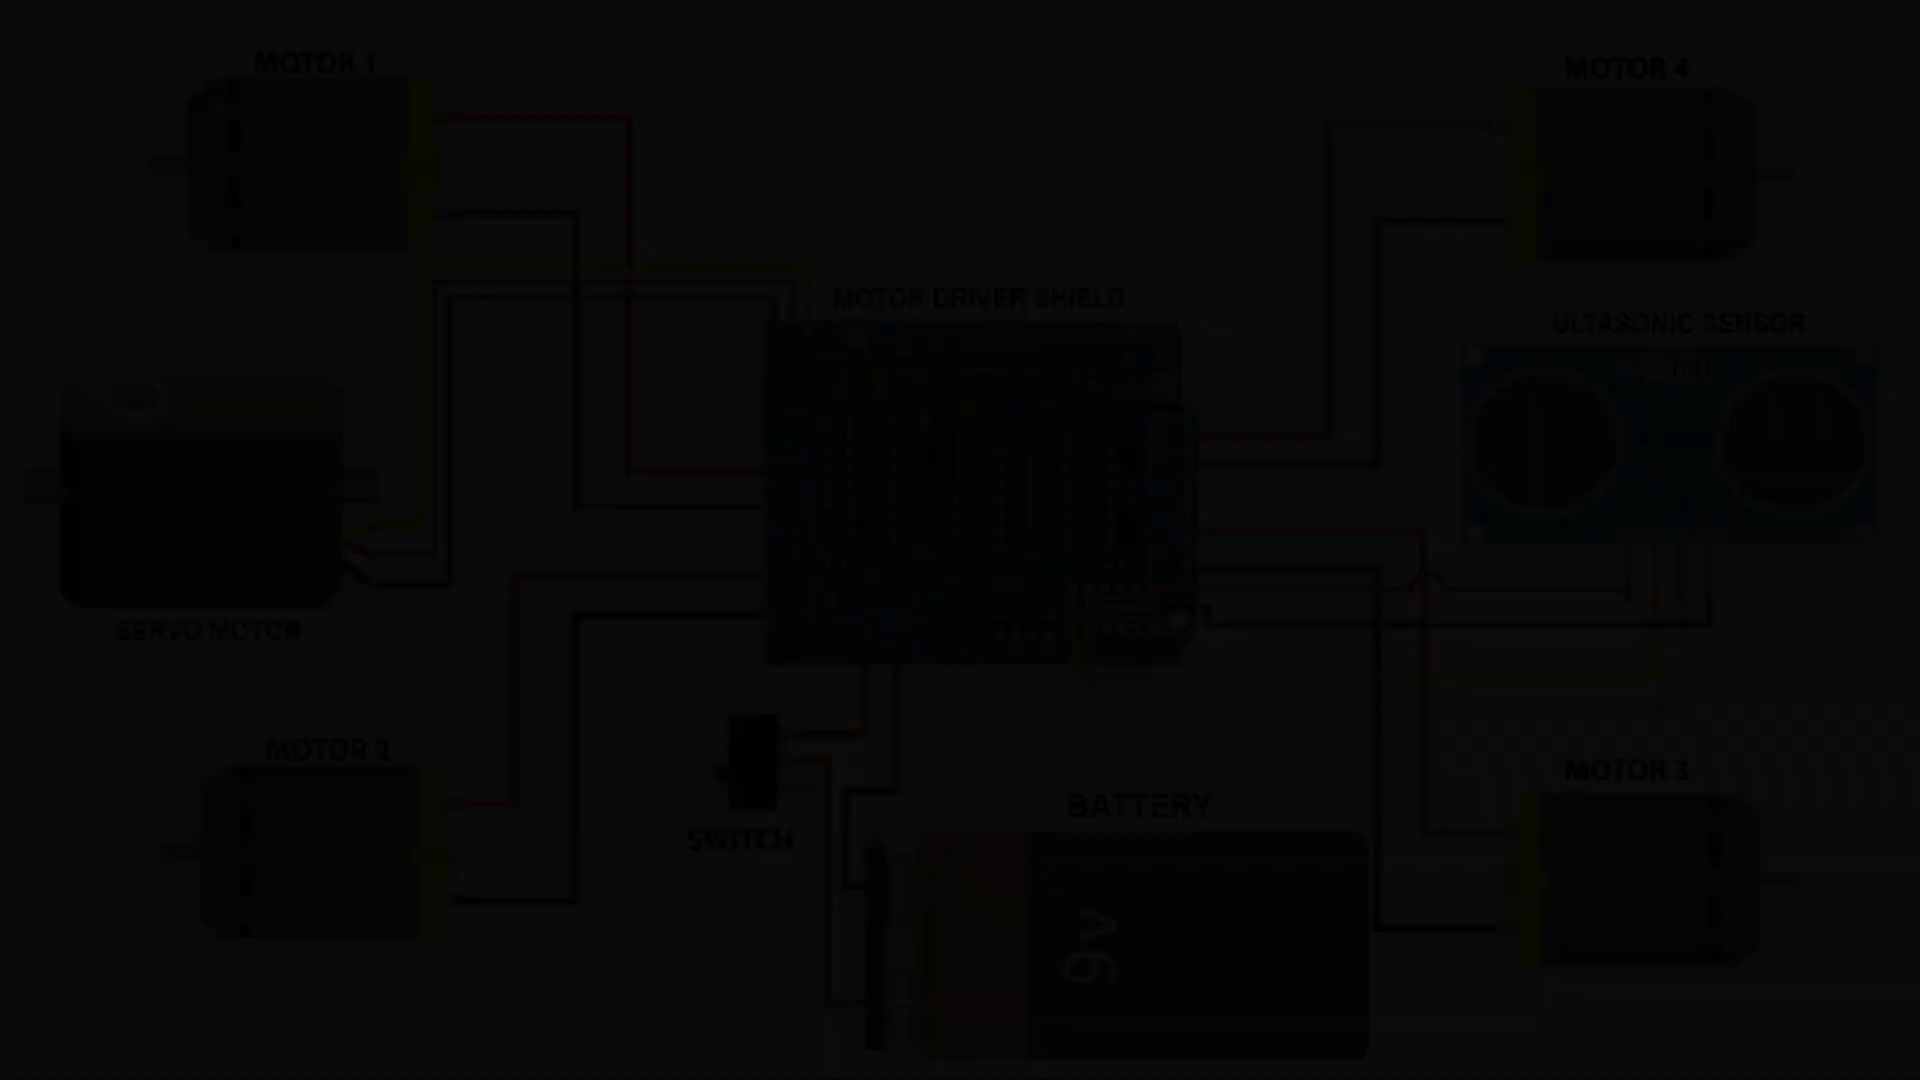 MOTOR 1
MOTOR 4
MOTOR DRIVER SHIELD
ULTASONIC SENSOR
SERVO MOTOR
MOTOR 2
MOTOR 3
BATTERY
SWITCH
9v